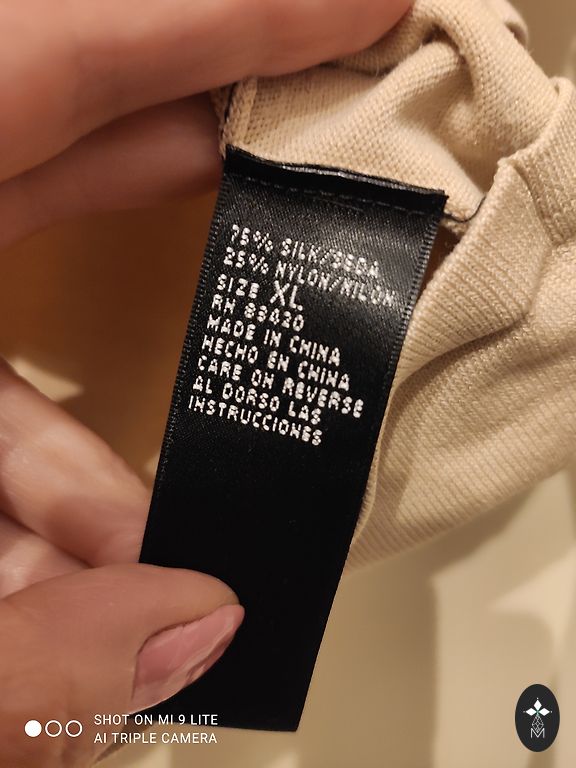 75% SILK/SEDA
25% NYLON/NILON
SIZE XL
RN 89420
MADE IN CHINA
HECHO EN CHINA
CARE ON REVERSE
AL DORSO LAS
INSTRUCCIONES
SHOT ON MI 9 LITE
AI TRIPLE CAMERA
M